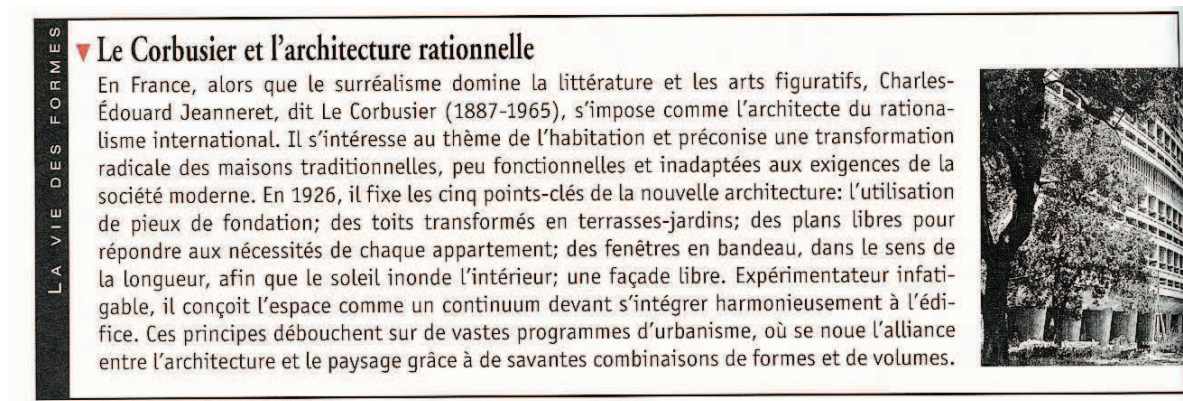 LA VIE DES FORMES
Le Corbusier et l'architecture rationnelle
En France, alors que le surréalisme domine la littérature et les arts figuratifs, Charles-
Édouard Jeanneret, dit Le Corbusier (1887-1965), s'impose comme l'architecte du rationa-
lisme international. Il s'intéresse au thème de l'habitation et préconise une transformation
radicale des maisons traditionnelles, peu fonctionnelles et inadaptées aux exigences de la
société moderne. En 1926, il fixe les cinq points-clés de la nouvelle architecture: l'utilisation
de pieux de fondation; des toits transformés en terrasses-jardins; des plans libres pour
répondre aux nécessités de chaque appartement; des fenêtres en bandeau, dans le sens de
la longueur, afin que le soleil inonde l'intérieur; une façade libre. Expérimentateur infati-
gable, il conçoit l'espace comme un continuum devant s'intégrer harmonieusement à l'édi-
fice. Ces principes débouchent sur de vastes programmes d'urbanisme, où se noue l'alliance
entre l'architecture et le paysage grâce à de savantes combinaisons de formes et de volumes.